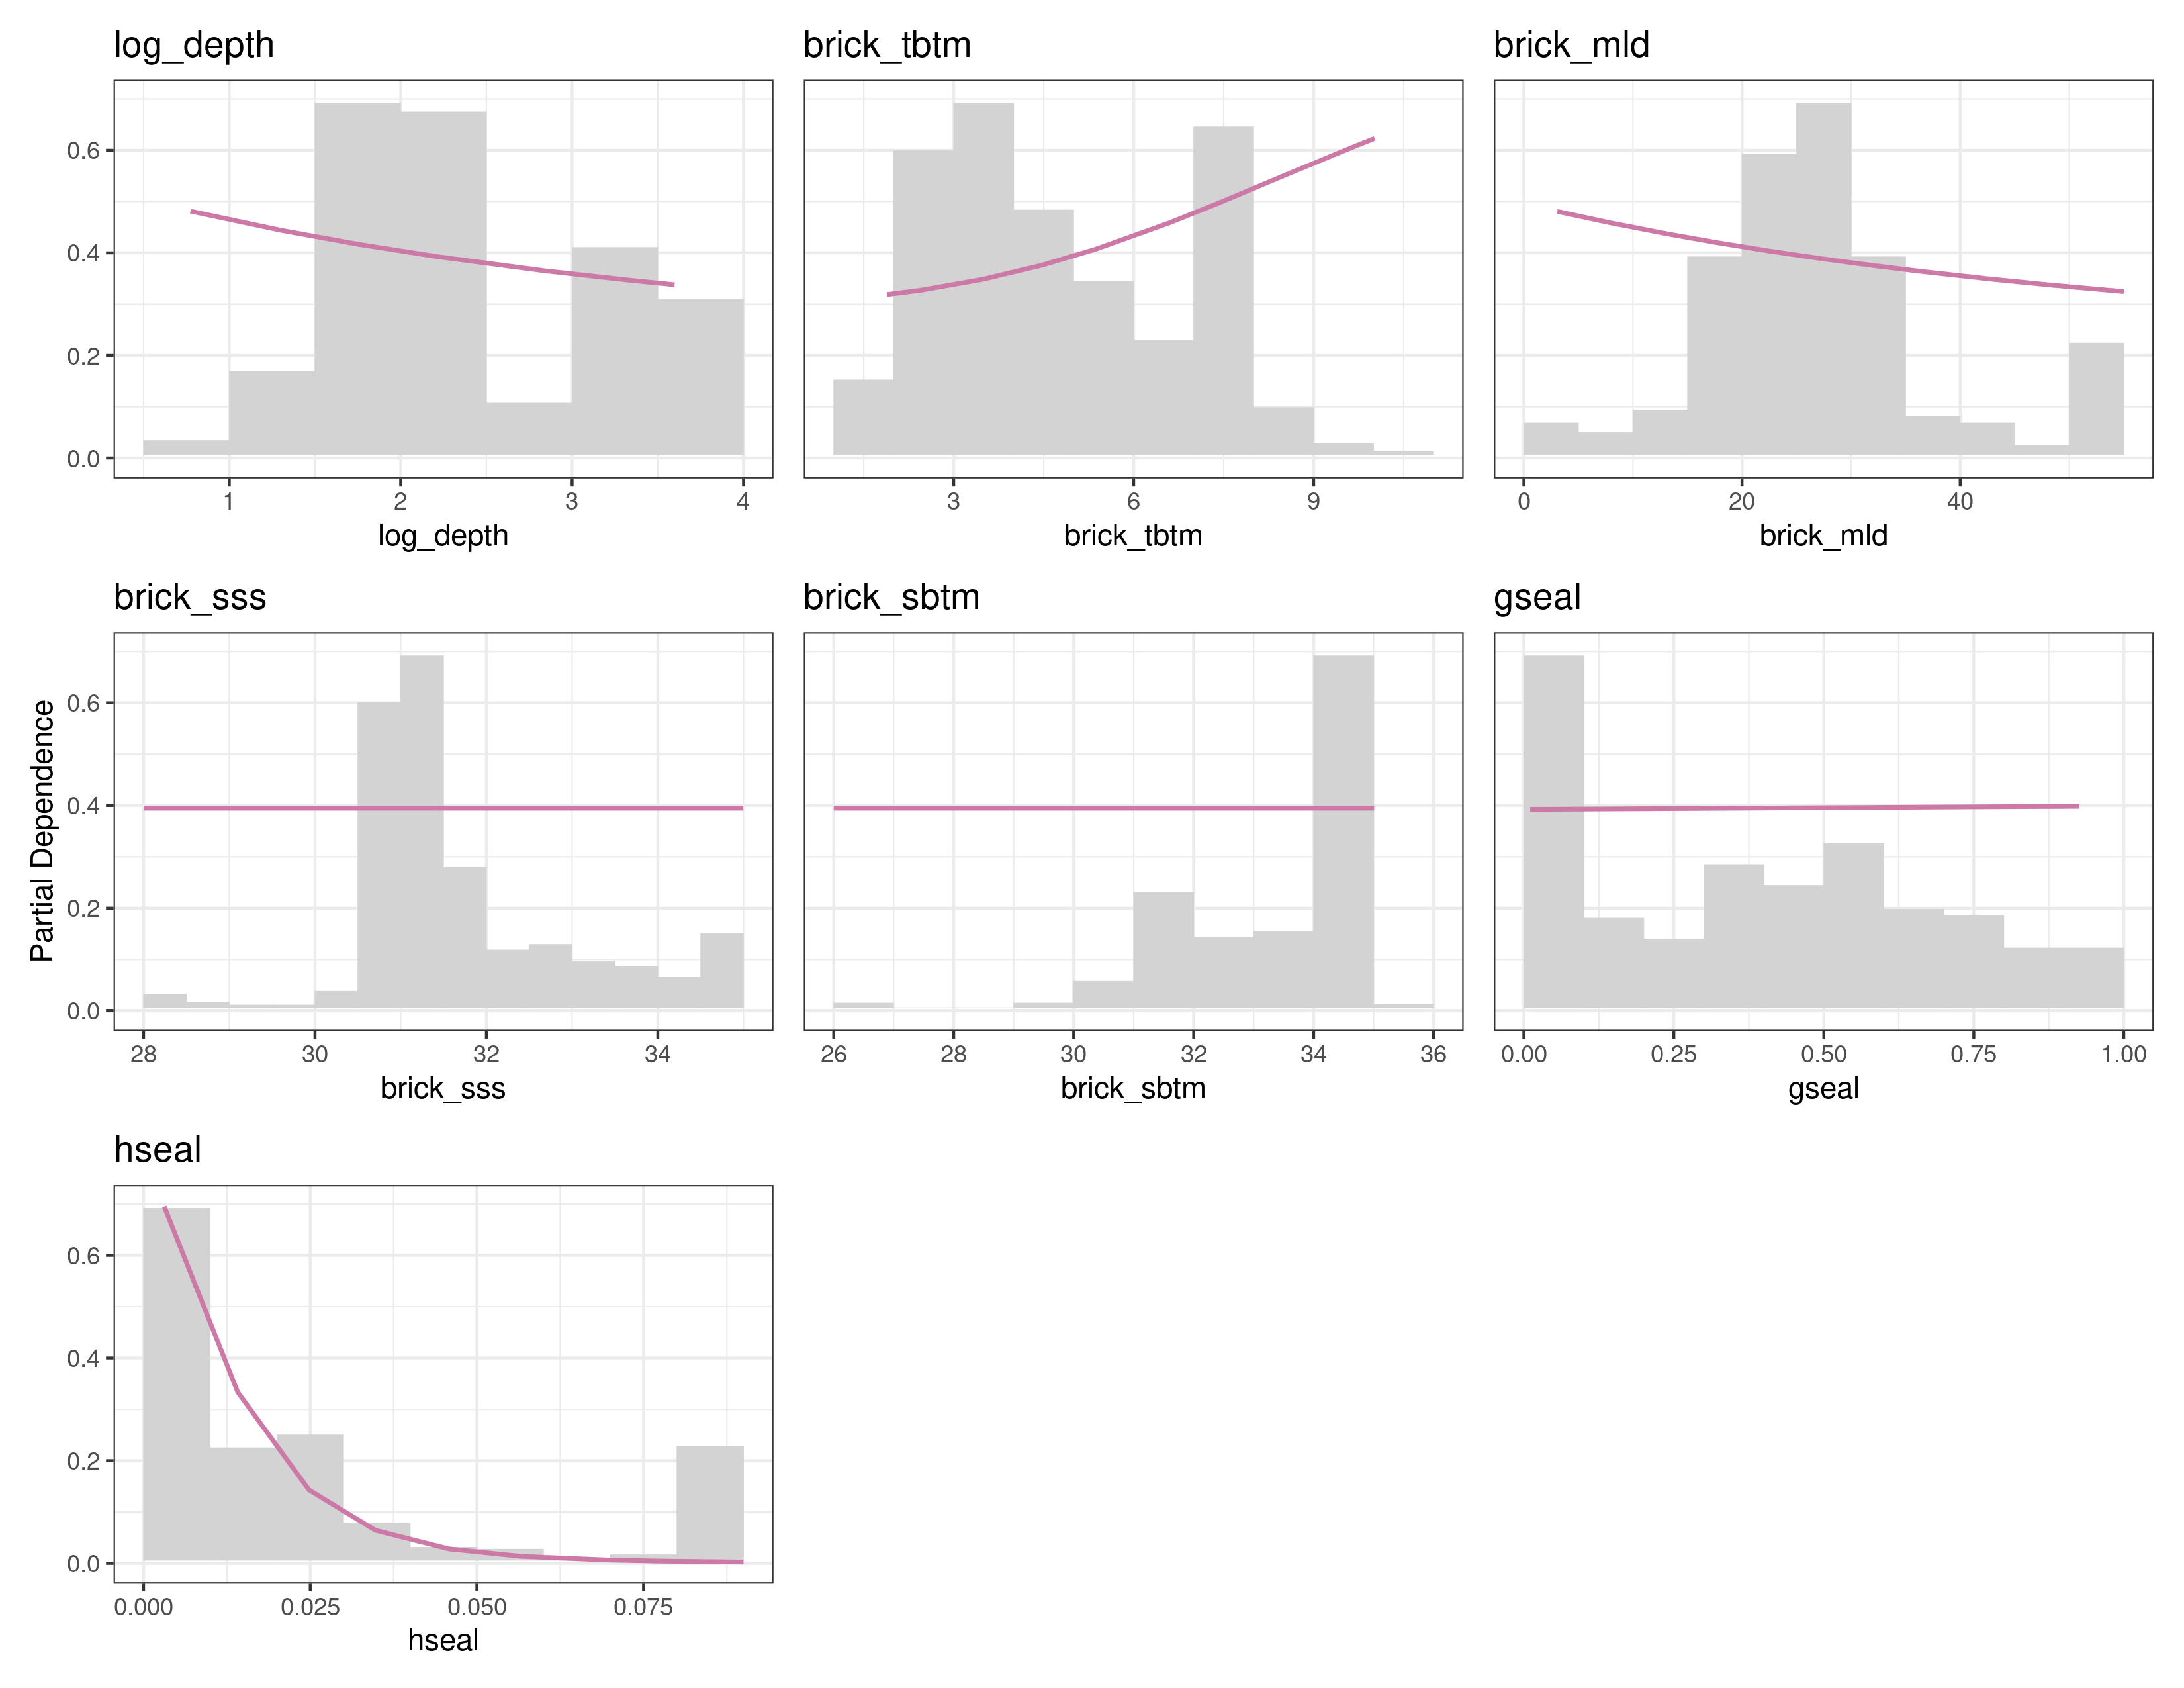 log_depth
brick_tbtm
brick_mld
0.6
0.4
0.2
0.0
1 2 3 4
3 6 9
0 20 40
log_depth
brick_tbtm
brick_mld
brick_sss
brick_sbtm
gseal
Partial Dependence
0.6
0.4
0.2
0.0
28 30 32 34
26 28 30 32 34 36
0.00 0.25 0.50 0.75 1.00
brick_sss
brick_sbtm
gseal
hseal
0.6
0.4
0.2
0.0
0.000 0.025 0.050 0.075
hseal